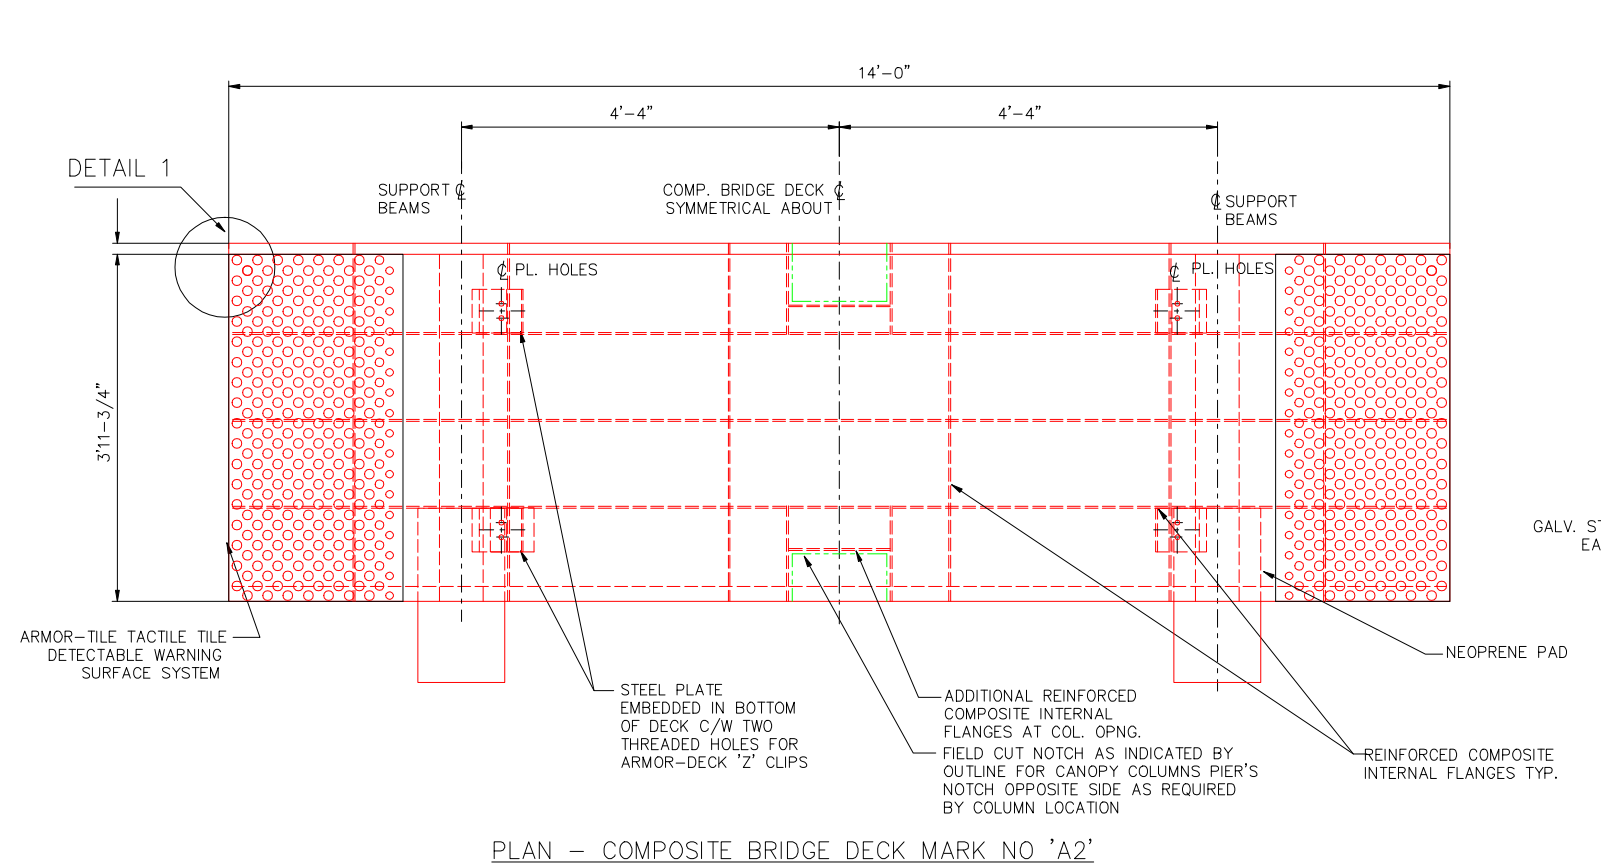 14'-0"
4'-4"
4'-4"
DETAIL 1
SUPPORT ℄
BEAMS
COMP. BRIDGE DECK ℄
SYMMETRICAL ABOUT
℄ SUPPORT
BEAMS
℄ PL. HOLES
℄ PL. HOLES
3'11-3/4"
GALV. ST
EA
ARMOR-TILE TACTILE TILE
DETECTABLE WARNING
SURFACE SYSTEM
NEOPRENE PAD
STEEL PLATE
EMBEDDED IN BOTTOM
OF DECK C/W TWO
THREADED HOLES FOR
ARMOR-DECK 'Z' CLIPS
ADDITIONAL REINFORCED
COMPOSITE INTERNAL
FLANGES AT COL. OPNG.
FIELD CUT NOTCH AS INDICATED BY
OUTLINE FOR CANOPY COLUMNS PIER'S
NOTCH OPPOSITE SIDE AS REQUIRED
BY COLUMN LOCATION
REINFORCED COMPOSITE
INTERNAL FLANGES TYP.
PLAN - COMPOSITE BRIDGE DECK MARK NO 'A2'